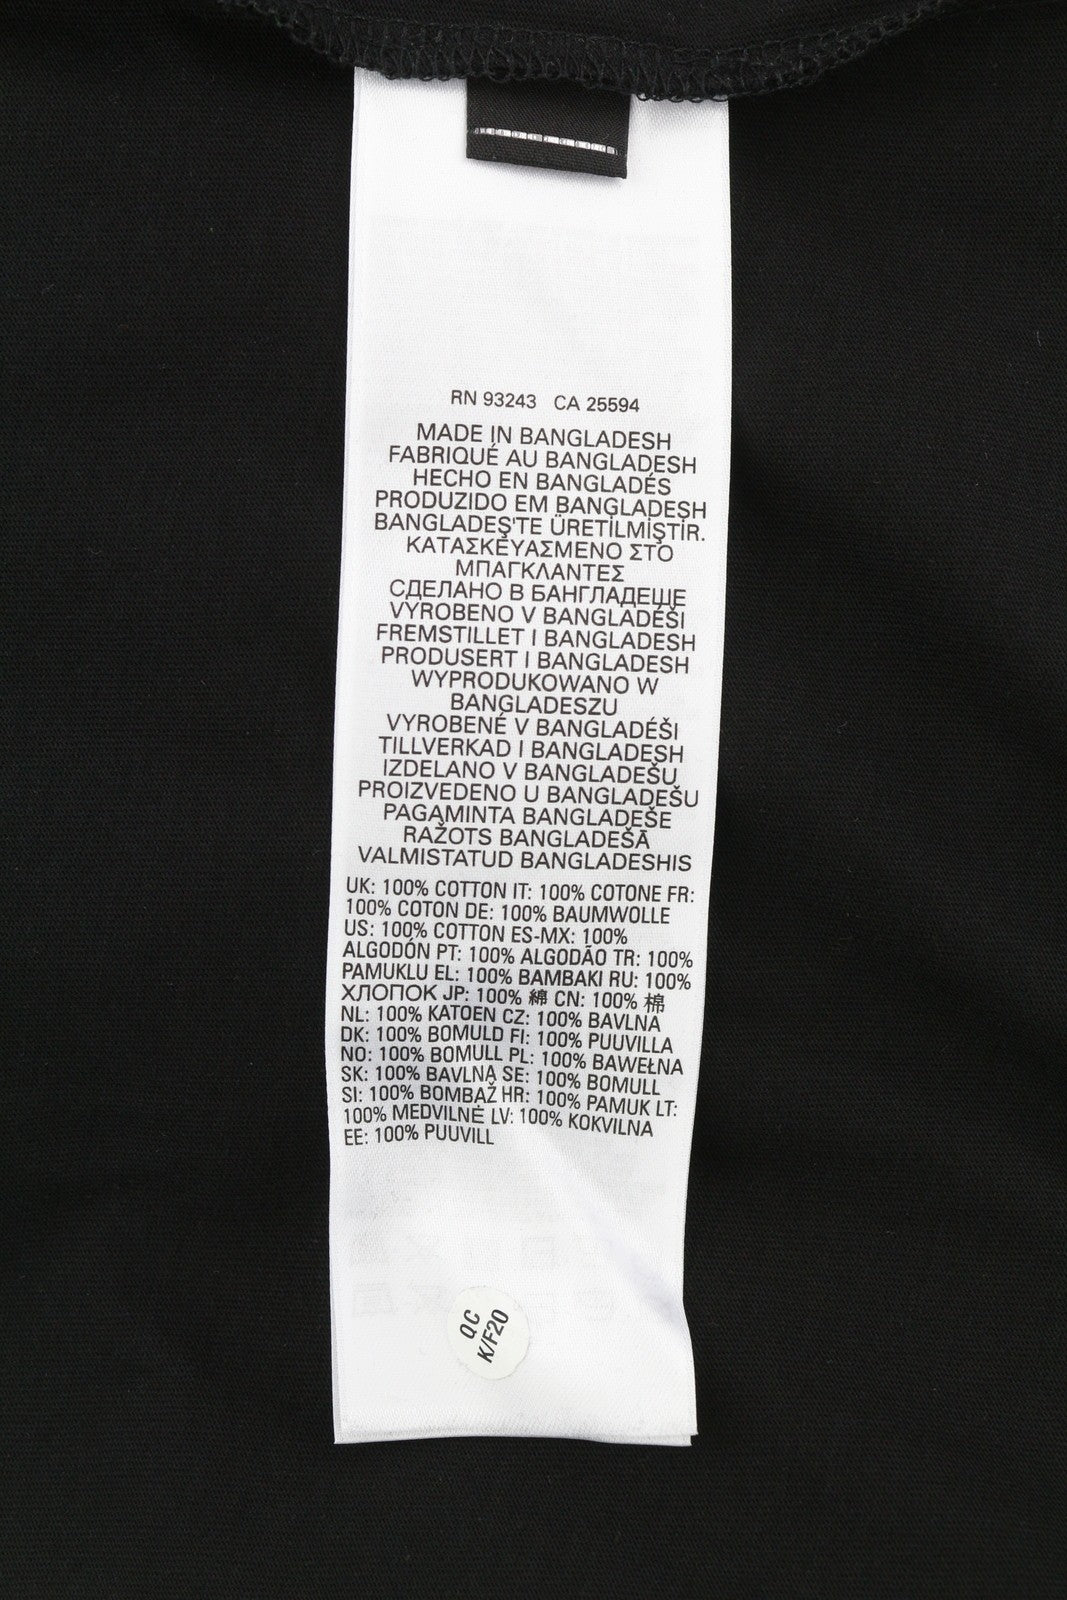 RN 93243 CA 25594
MADE IN BANGLADESH
FABRIQUÉ AU BANGLADESH
HECHO EN BANGLADÉS
PRODUZIDO EM BANGLADESH
BANGLADEŞ'TE ÜRETİLMİŞTİR.
ΚΑΤΑΣΚΕΥΑΣΜΕΝΟ ΣΤΟ
ΜΠΑΓΚΛΑΝΤΕΣ
СДЕЛАНО В БАНГЛАДЕШЕ
VYROBENO V BANGLADÉŠI
FREMSTILLET I BANGLADESH
PRODUSERT I BANGLADESH
WYPRODUKOWANO W
BANGLADESZU
VYROBENÉ V BANGLADÉŠI
TILLVERKAD I BANGLADESH
IZDELANO V BANGLADEŠU
PROIZVEDENO U BANGLADEŠU
PAGAMINTA BANGLADEŠE
RAŽOTS BANGLADEŠĀ
VALMISTATUD BANGLADESHIS
UK: 100% COTTON IT: 100% COTONE FR:
100% COTON DE: 100% BAUMWOLLE
US: 100% COTTON ES-MX: 100%
ALGODÓN PT: 100% ALGODÃO TR: 100%
PAMUKLU EL: 100% BAMBAKI RU: 100%
ХЛОПОК JP: 100% 綿 CN: 100% 棉
NL: 100% KATOEN CZ: 100% BAVLNA
DK: 100% BOMULD FI: 100% PUUVILLA
NO: 100% BOMULL PL: 100% BAWEŁNA
SK: 100% BAVLNA SE: 100% BOMULL
SI: 100% BOMBAŽ HR: 100% PAMUK LT:
100% MEDVILNĖ LV: 100% KOKVILNA
EE: 100% PUUVILL
QC
K/F20